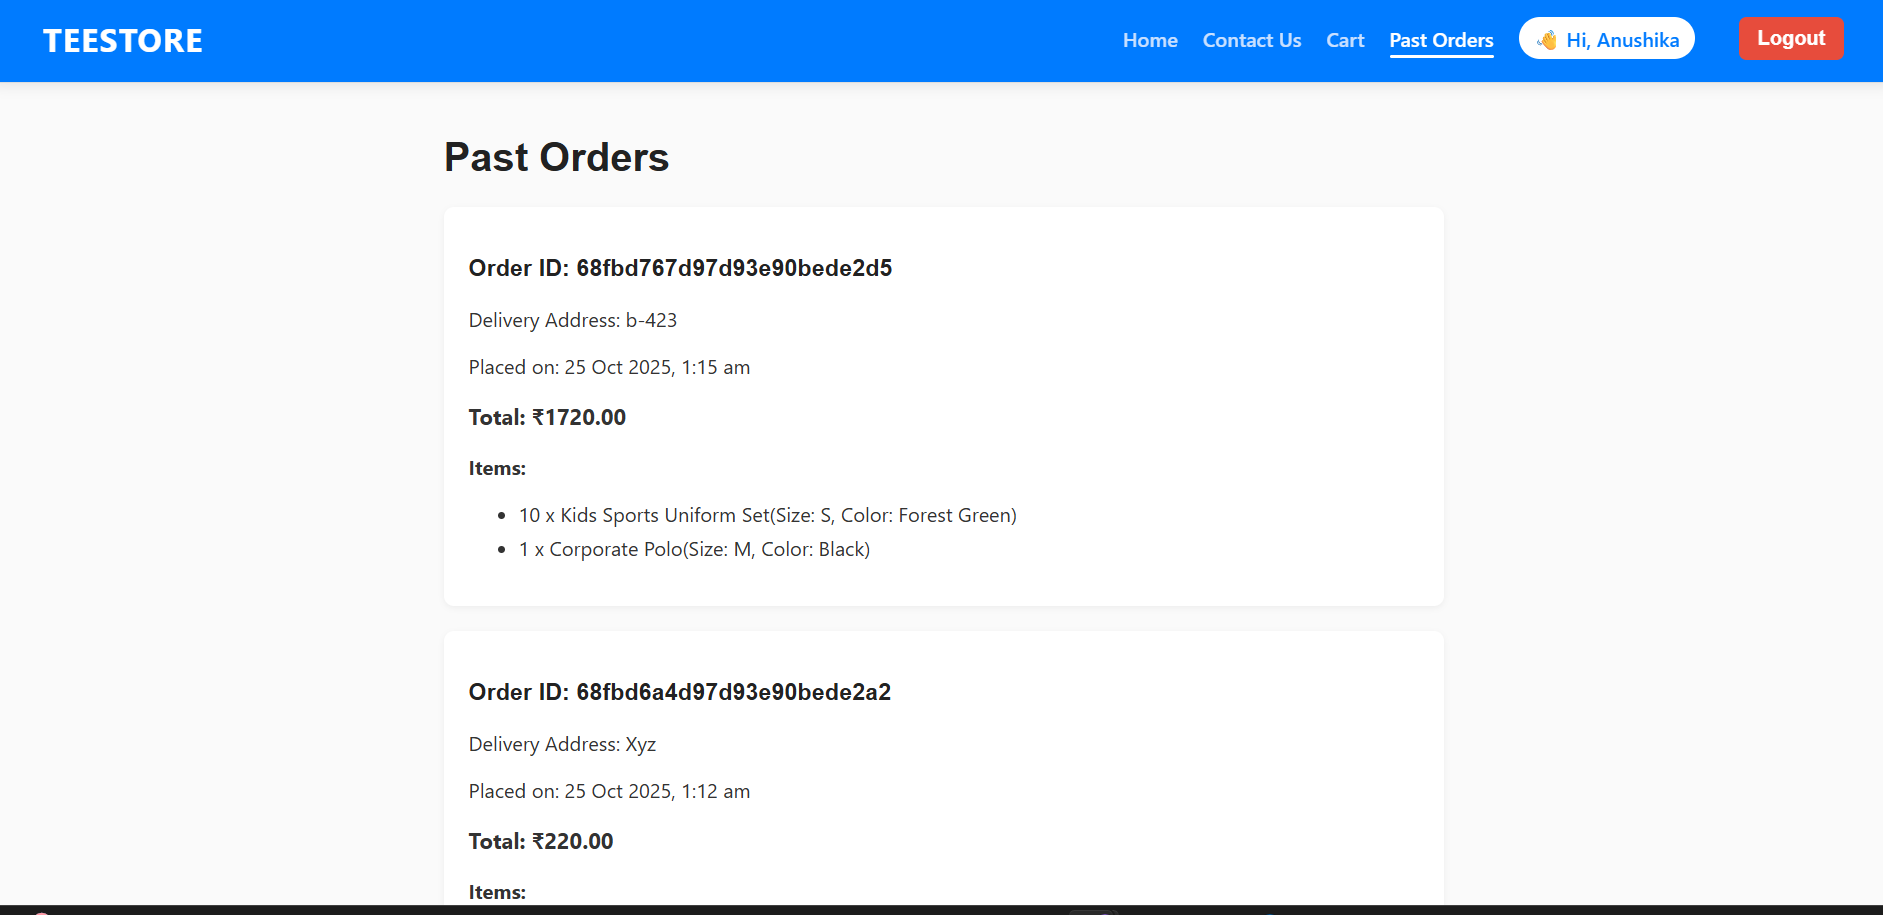 TEESTORE
Home Contact Us Cart Past Orders 👋 Hi, Anushika Logout
Past Orders
Order ID: 68fbd767d97d93e90bede2d5
Delivery Address: b-423
Placed on: 25 Oct 2025, 1:15 am
Total: ₹1720.00
Items:
• 10 x Kids Sports Uniform Set(Size: S, Color: Forest Green)
• 1 x Corporate Polo(Size: M, Color: Black)
Order ID: 68fbd6a4d97d93e90bede2a2
Delivery Address: Xyz
Placed on: 25 Oct 2025, 1:12 am
Total: ₹220.00
Items: